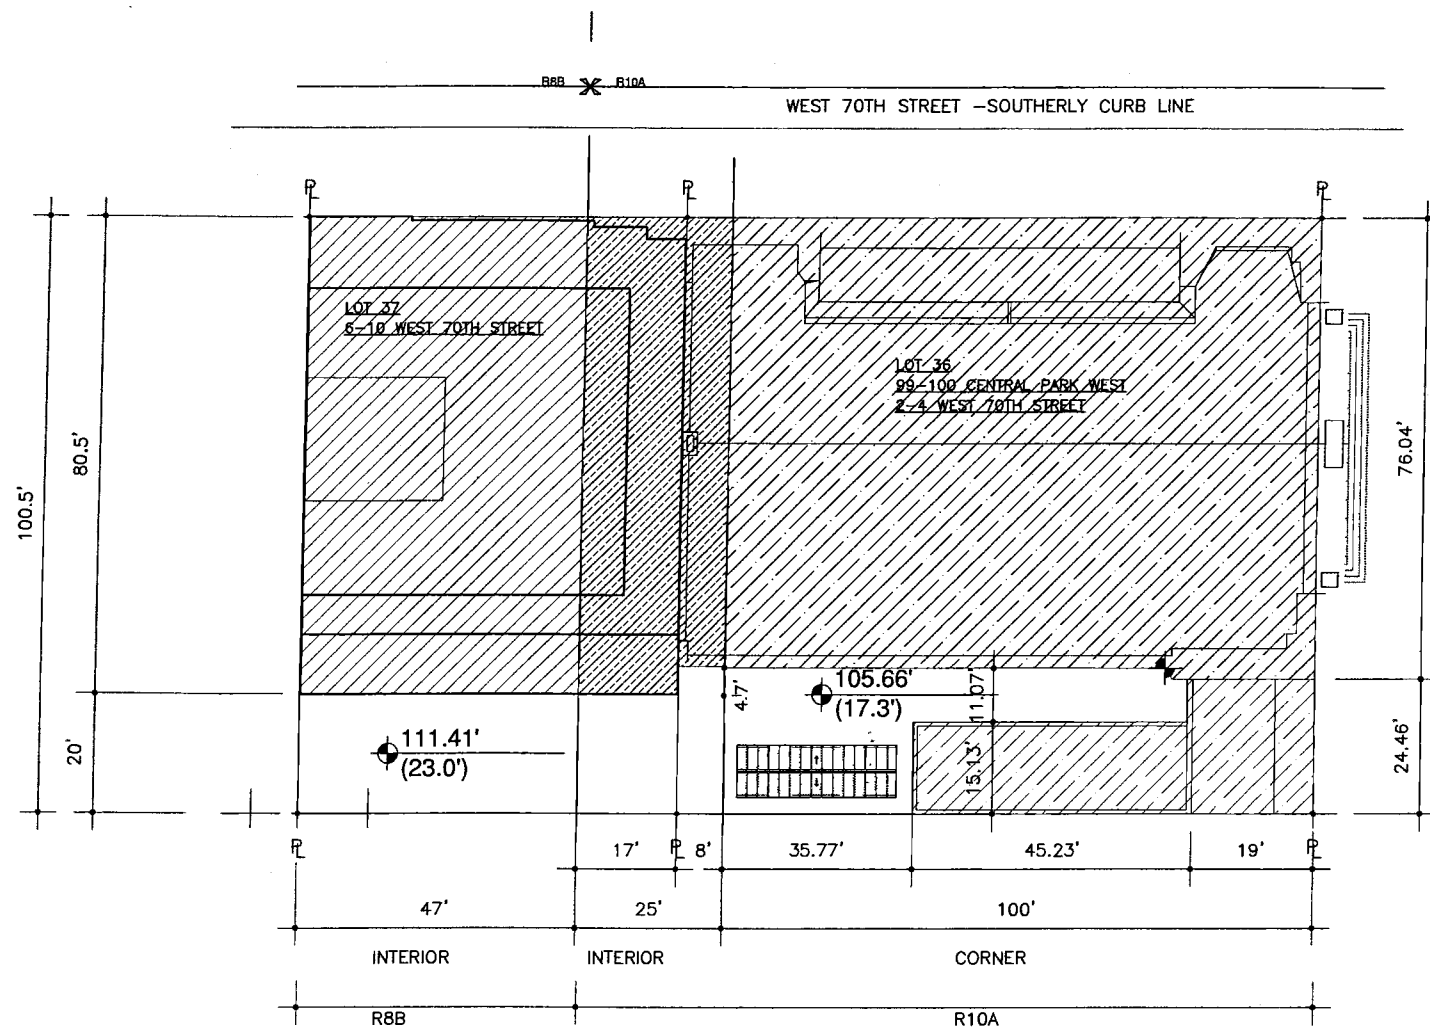 R8B R10A
WEST 70TH STREET -SOUTHERLY CURB LINE
PL PL PL
LOT 37
6-10 WEST 70TH STREET
LOT 36
99-100 CENTRAL PARK WEST
2-4 WEST 70TH STREET
100.5'
80.5'
20'
76.04'
24.46'
105.66'
(17.3')
4.7'
11.07'
15.13'
111.41'
(23.0')
PL 17' PL 8' 35.77' 45.23' 19' PL
47' 25' 100'
INTERIOR INTERIOR CORNER
R8B R10A